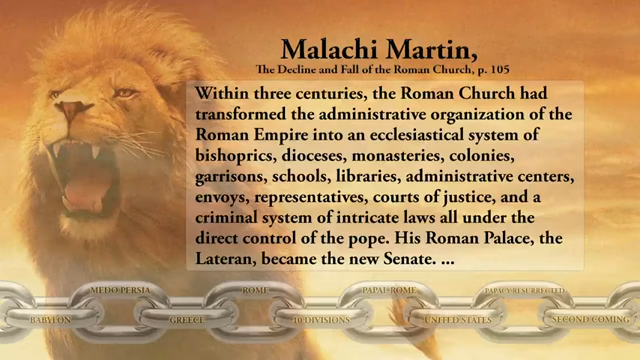 Malachi Martin,
The Decline and Fall of the Roman Church, p. 105
Within three centuries, the Roman Church had
transformed the administrative organization of the
Roman Empire into an ecclesiastical system of
bishoprics, dioceses, monasteries, colonies,
garrisons, schools, libraries, administrative centers,
envoys, representatives, courts of justice, and a
criminal system of intricate laws all under the
direct control of the pope. His Roman Palace, the
Lateran, became the new Senate. ...
MEDO-PERSIA ROME PAPAL-ROME PAPACY RESURRECTED
BABYLON GREECE 10 DIVISIONS UNITED STATES SECOND COMING